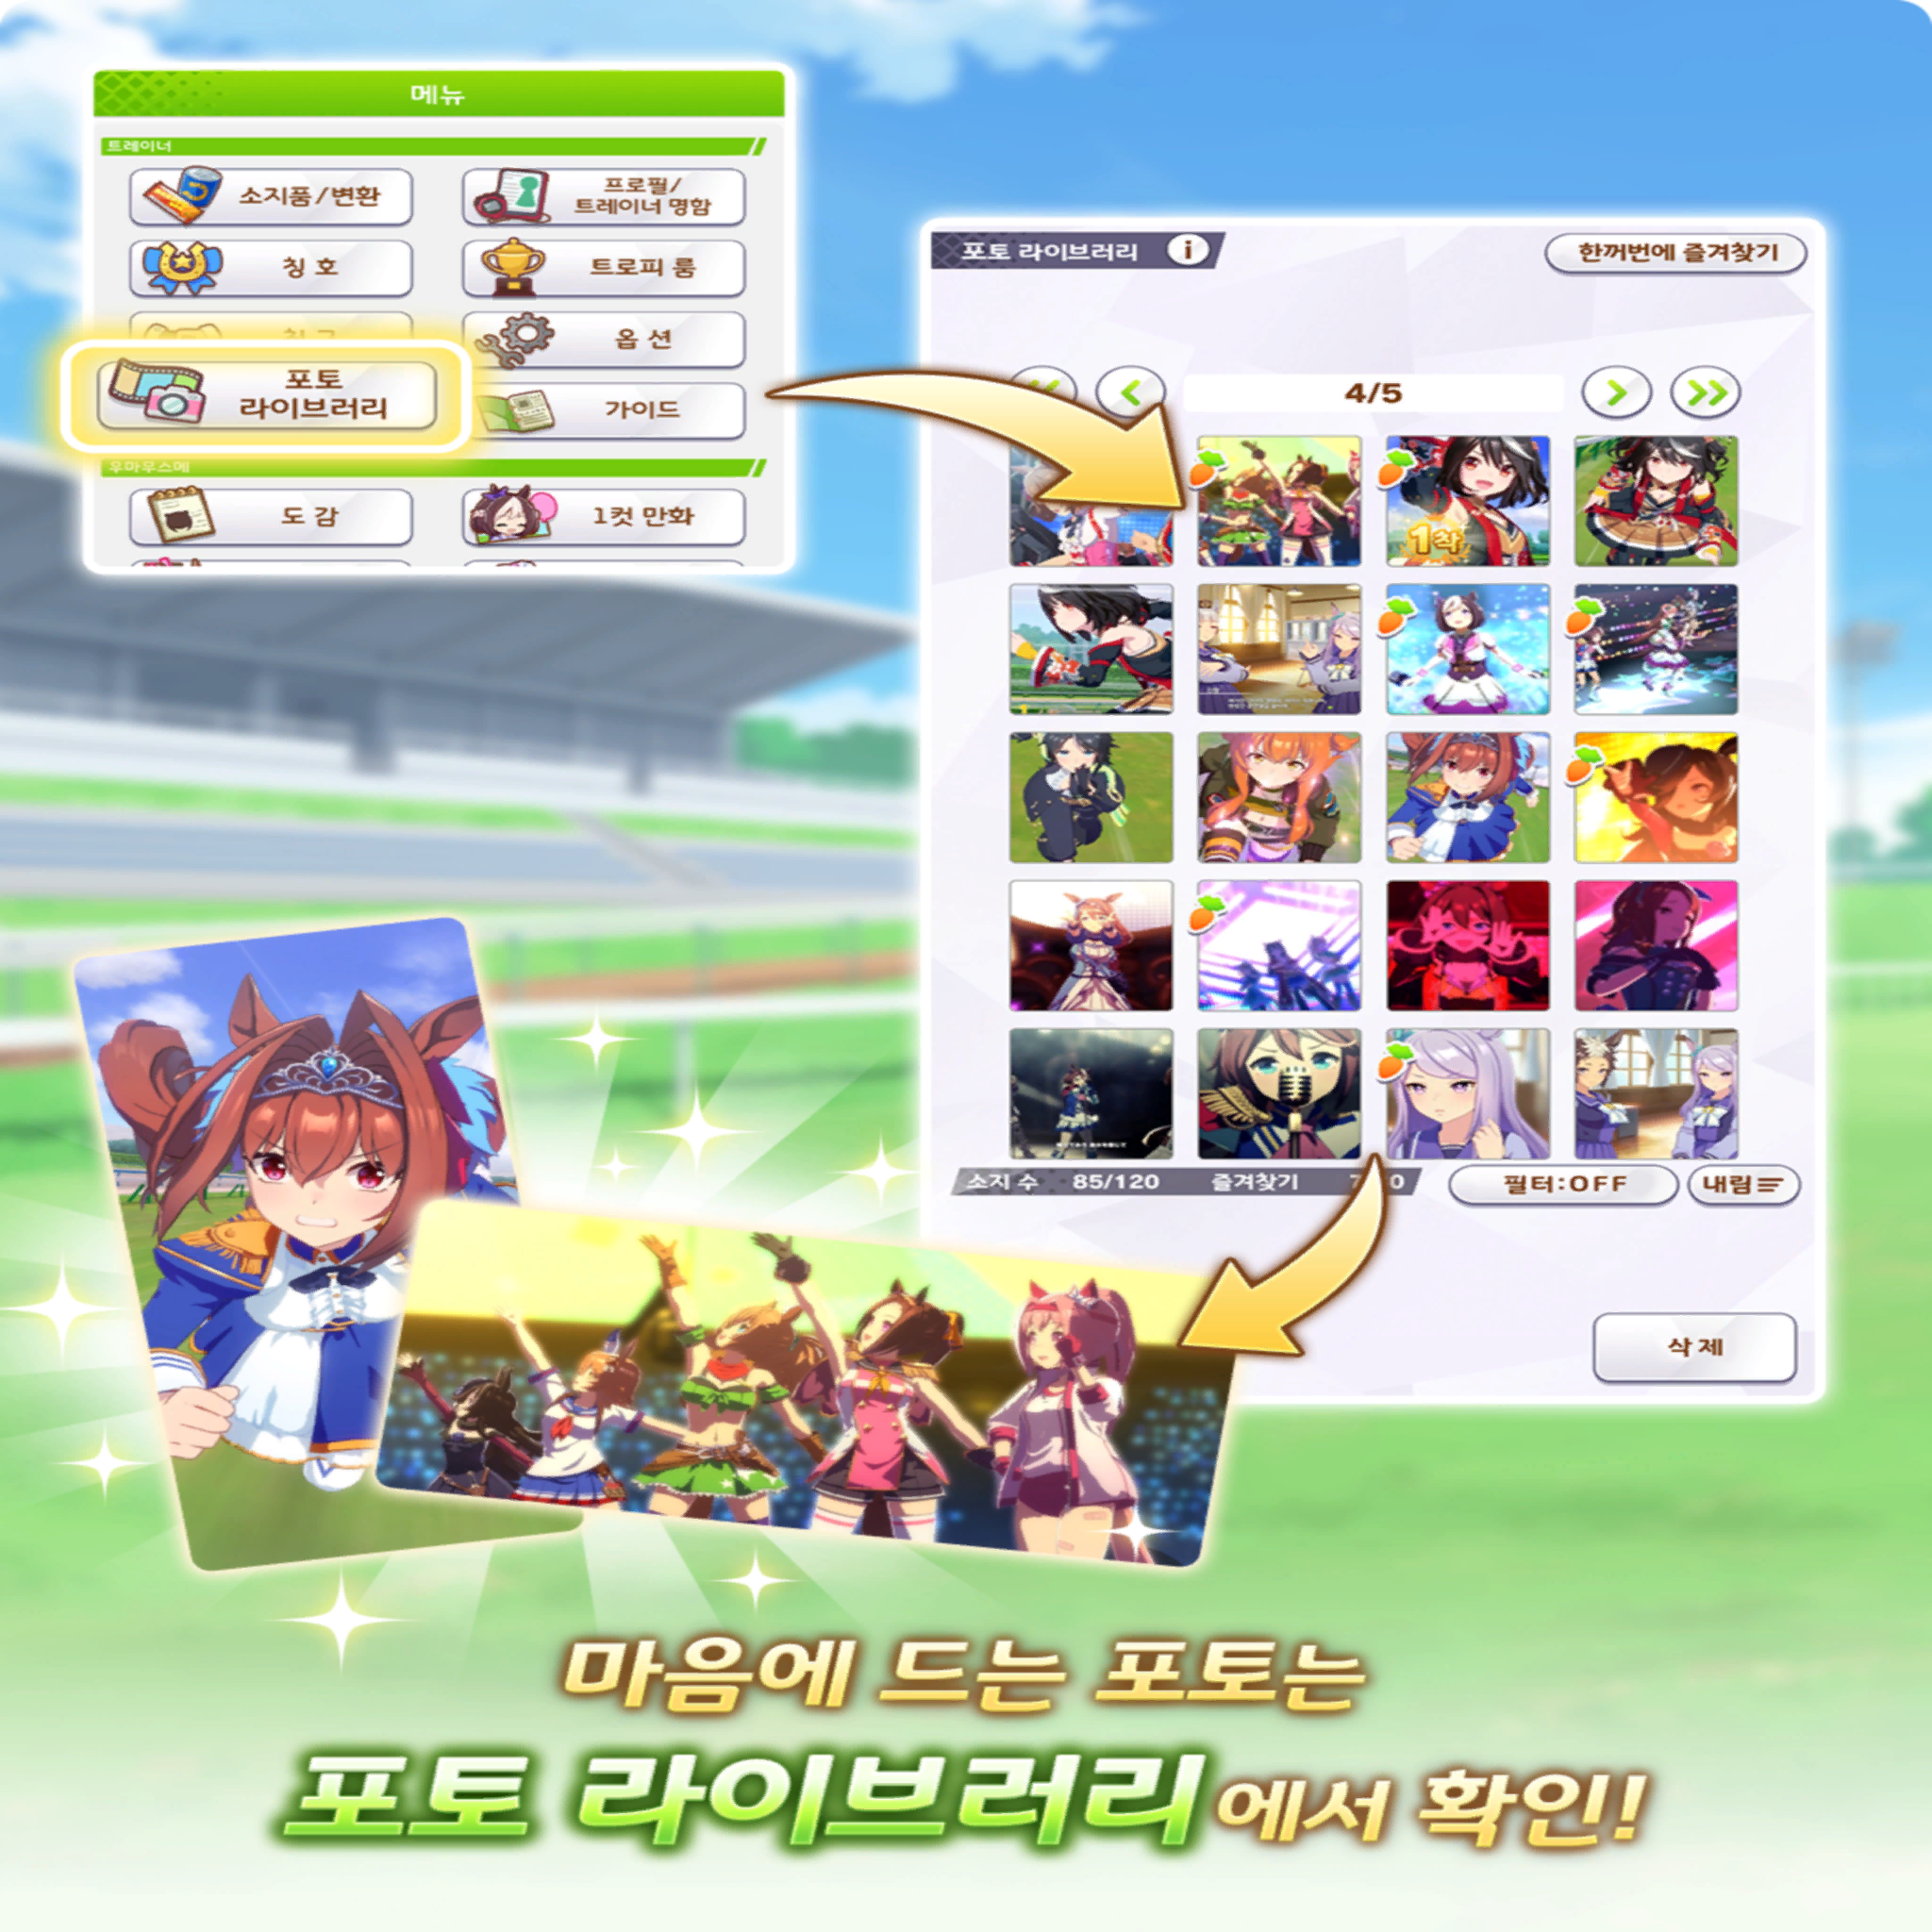 메뉴
트레이너
소지품/변환
프로필/
트레이너 명함
칭호
트로피 룸
옵션
포토
라이브러리
가이드
우마무스메
도감
1컷 만화
포토 라이브러리
i
한꺼번에 즐겨찾기
4/5
1착
소지 수 85/120 즐겨찾기
필터:OFF
내림
삭제
마음에 드는 포토는
포토 라이브러리에서 확인!